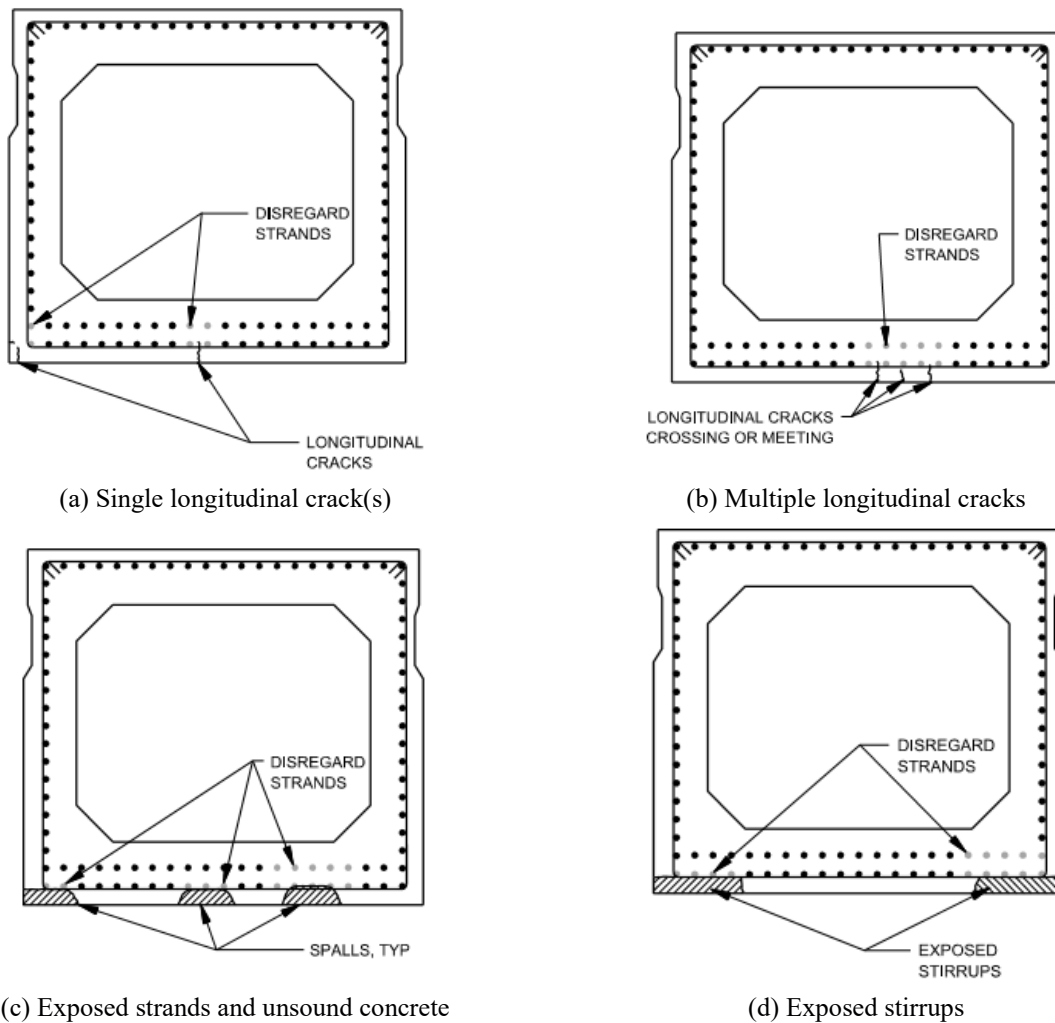 DISREGARD
STRANDS
LONGITUDINAL
CRACKS
(a) Single longitudinal crack(s)
DISREGARD
STRANDS
LONGITUDINAL CRACKS
CROSSING OR MEETING
(b) Multiple longitudinal cracks
DISREGARD
STRANDS
SPALLS, TYP
(c) Exposed strands and unsound concrete
DISREGARD
STRANDS
EXPOSED
STIRRUPS
(d) Exposed stirrups